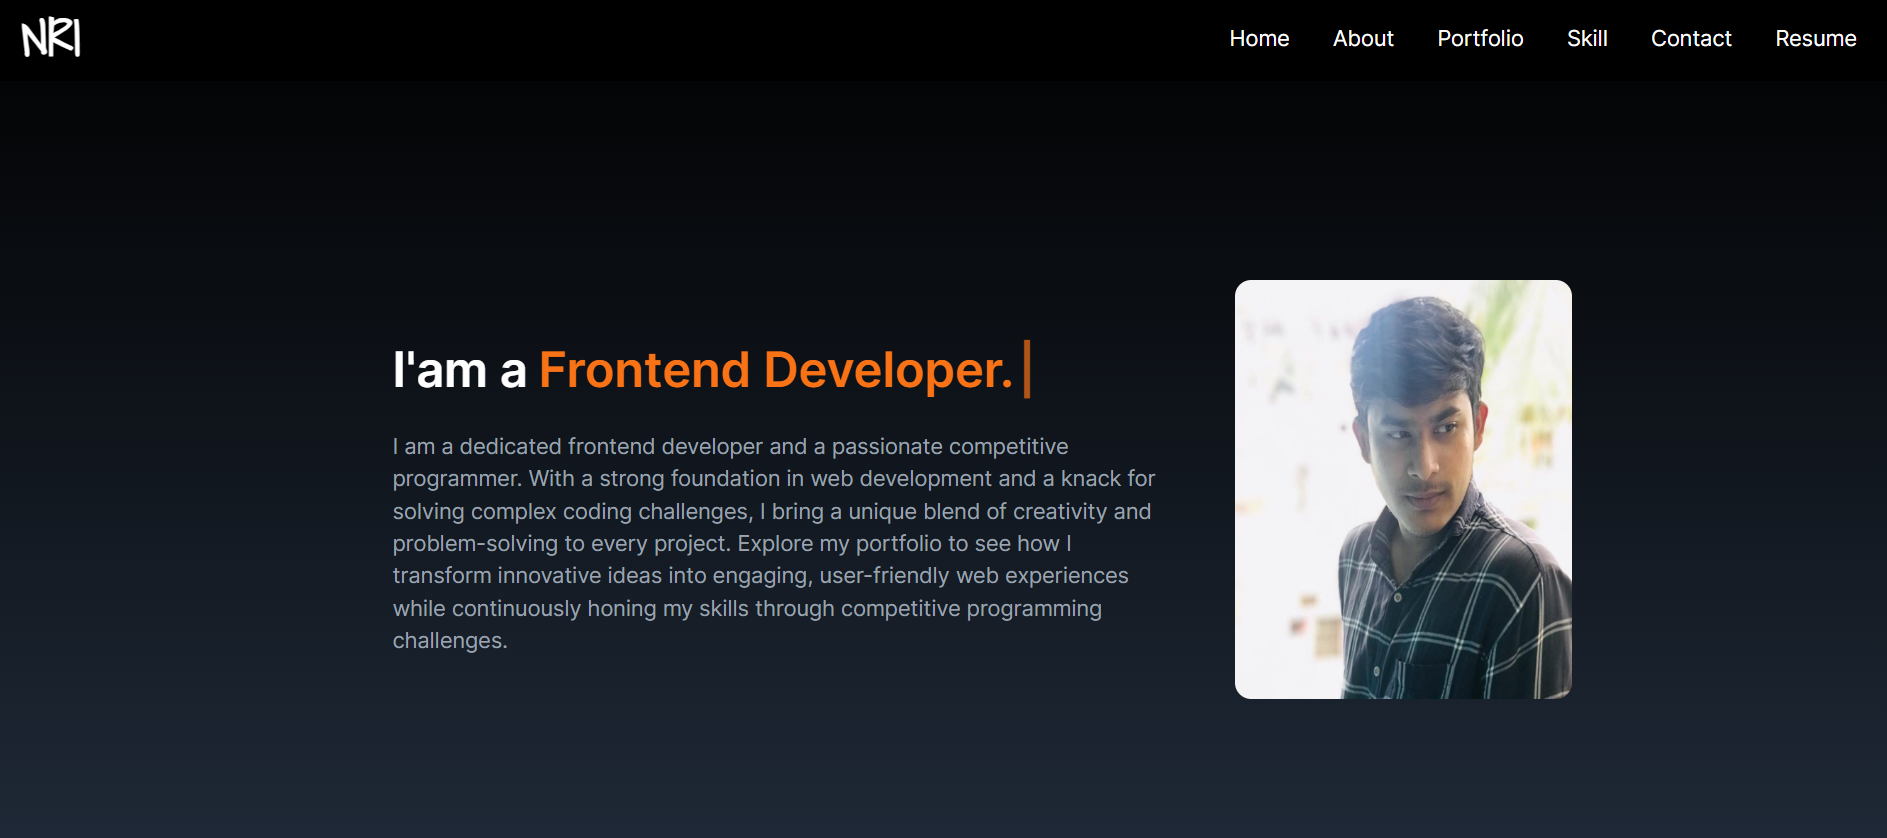 NRI
Home About Portfolio Skill Contact Resume
I'am a Frontend Developer.
I am a dedicated frontend developer and a passionate competitive
programmer. With a strong foundation in web development and a knack for
solving complex coding challenges, I bring a unique blend of creativity and
problem-solving to every project. Explore my portfolio to see how I
transform innovative ideas into engaging, user-friendly web experiences
while continuously honing my skills through competitive programming
challenges.